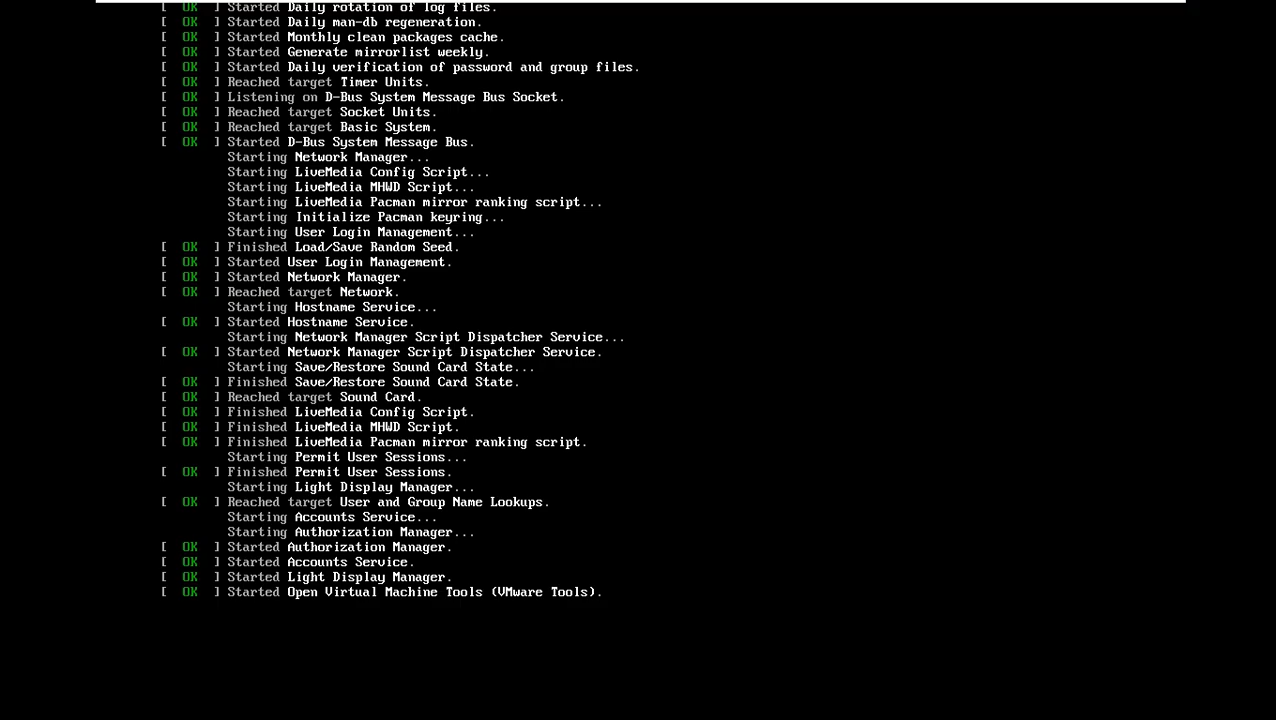 [  OK  ] Started Daily rotation of log files.
[  OK  ] Started Daily man-db regeneration.
[  OK  ] Started Monthly clean packages cache.
[  OK  ] Started Generate mirrorlist weekly.
[  OK  ] Started Daily verification of password and group files.
[  OK  ] Reached target Timer Units.
[  OK  ] Listening on D-Bus System Message Bus Socket.
[  OK  ] Reached target Socket Units.
[  OK  ] Reached target Basic System.
[  OK  ] Started D-Bus System Message Bus.
Starting Network Manager...
Starting LiveMedia Config Script...
Starting LiveMedia MHWD Script...
Starting LiveMedia Pacman mirror ranking script...
Starting Initialize Pacman keyring...
Starting User Login Management...
[  OK  ] Finished Load/Save Random Seed.
[  OK  ] Started User Login Management.
[  OK  ] Started Network Manager.
[  OK  ] Reached target Network.
Starting Hostname Service...
[  OK  ] Started Hostname Service.
Starting Network Manager Script Dispatcher Service...
[  OK  ] Started Network Manager Script Dispatcher Service.
Starting Save/Restore Sound Card State...
[  OK  ] Finished Save/Restore Sound Card State.
[  OK  ] Reached target Sound Card.
[  OK  ] Finished LiveMedia Config Script.
[  OK  ] Finished LiveMedia MHWD Script.
[  OK  ] Finished LiveMedia Pacman mirror ranking script.
Starting Permit User Sessions...
[  OK  ] Finished Permit User Sessions.
Starting Light Display Manager...
[  OK  ] Reached target User and Group Name Lookups.
Starting Accounts Service...
Starting Authorization Manager...
[  OK  ] Started Authorization Manager.
[  OK  ] Started Accounts Service.
[  OK  ] Started Light Display Manager.
[  OK  ] Started Open Virtual Machine Tools (VMware Tools).